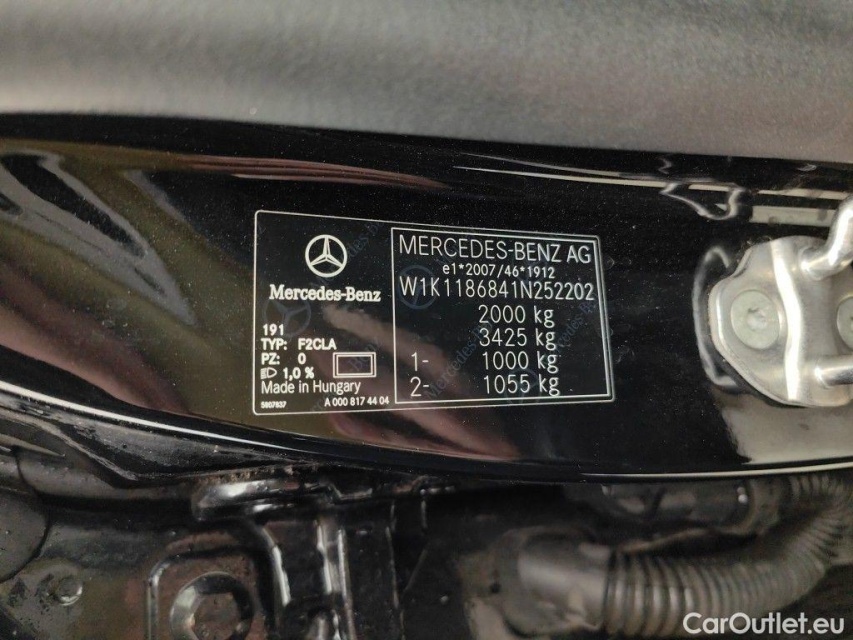 Mercedes-Benz
191
TYP: F2CLA
PZ: 0
1,0 %
Made in Hungary
5807837
A 000 817 44 04
MERCEDES-BENZ AG
e1*2007/46*1912
W1K1186841N252202
2000 kg
3425 kg
1- 1000 kg
2- 1055 kg
CarOutlet.eu